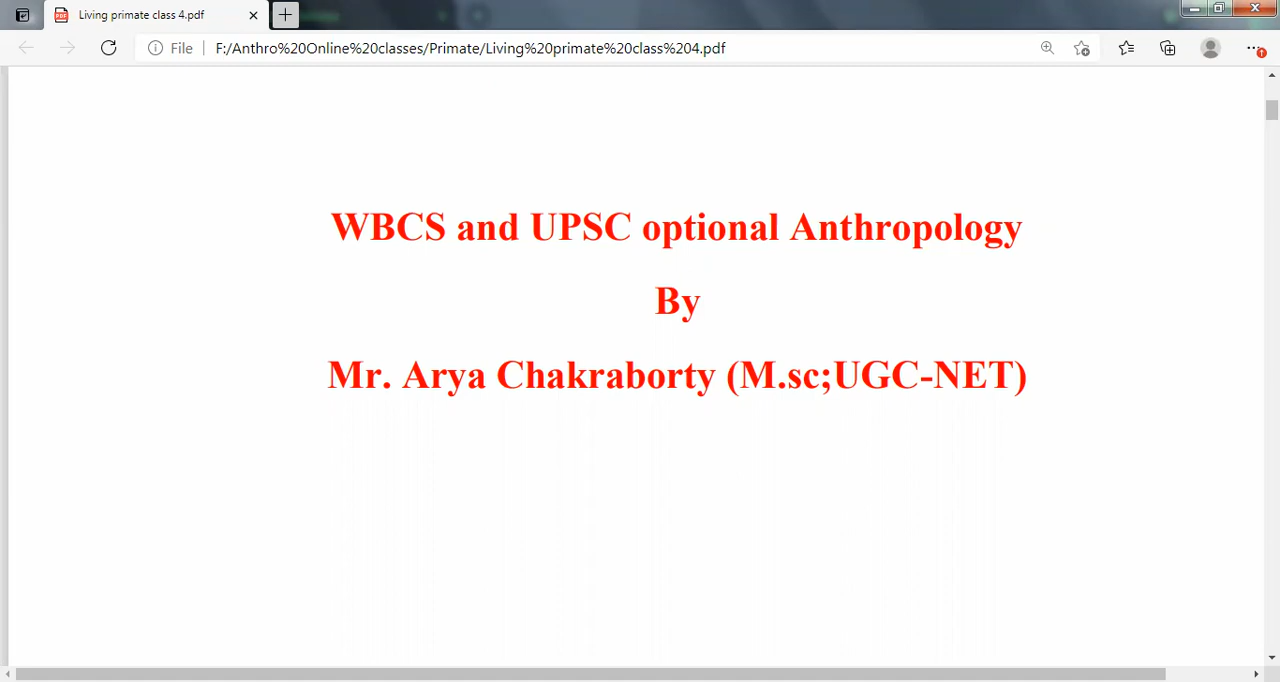 Living primate class 4.pdf
File
F:/Anthro%20Online%20classes/Primate/Living%20primate%20class%204.pdf
WBCS and UPSC optional Anthropology
By
Mr. Arya Chakraborty (M.sc;UGC-NET)